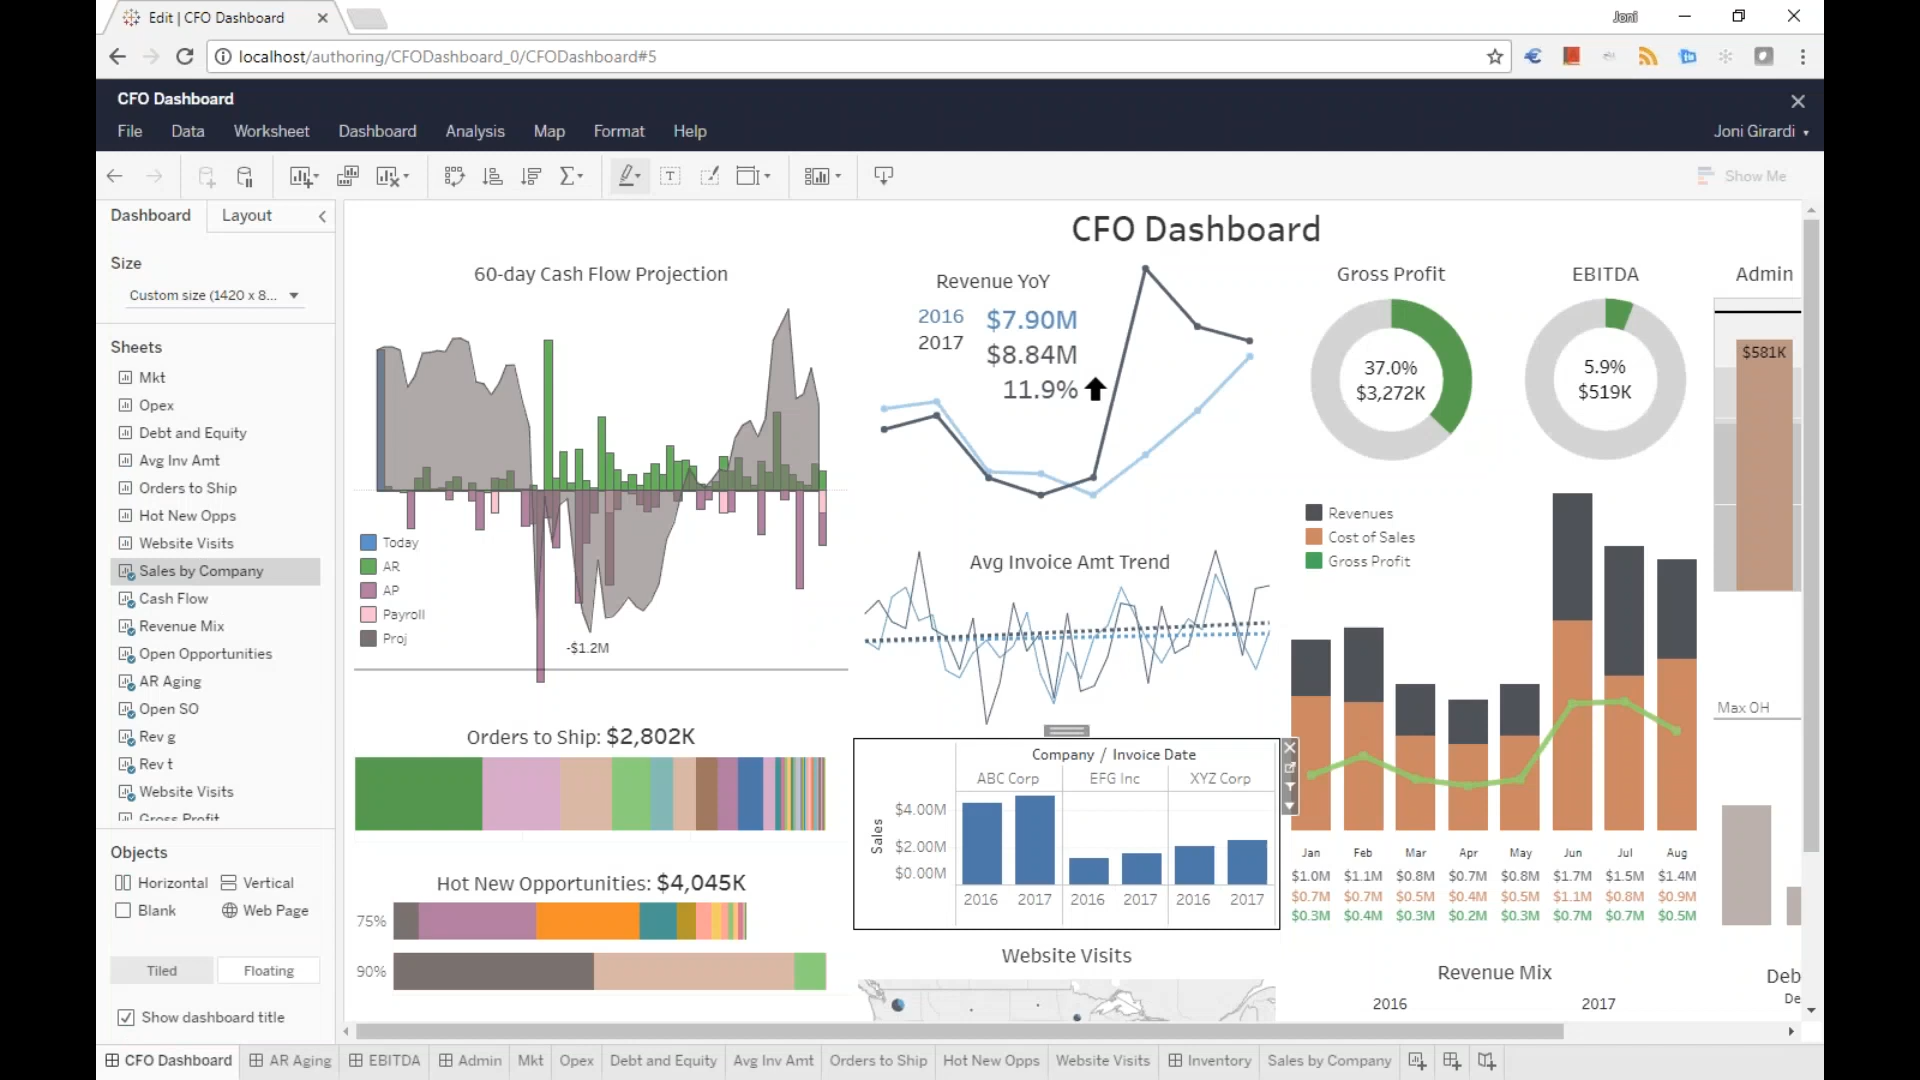 Edit | CFO Dashboard
Joni
localhost/authoring/CFODashboard_0/CFODashboard#5
CFO Dashboard
File Data Worksheet Dashboard Analysis Map Format Help
Joni Girardi
Show Me
Dashboard Layout
Size
Custom size (1420 x 8...
Sheets
Mkt
Opex
Debt and Equity
Avg Inv Amt
Orders to Ship
Hot New Opps
Website Visits
Sales by Company
Cash Flow
Revenue Mix
Open Opportunities
AR Aging
Open SO
Rev g
Rev t
Website Visits
Gross Profit
Objects
Horizontal Vertical
Blank Web Page
Tiled Floating
Show dashboard title
CFO Dashboard
60-day Cash Flow Projection
Today
AR
AP
Payroll
Proj
-$1.2M
Orders to Ship: $2,802K
Hot New Opportunities: $4,045K
75%
90%
Revenue YoY
2016 $7.90M
2017 $8.84M
11.9%
Avg Invoice Amt Trend
Company / Invoice Date
ABC Corp EFG Inc XYZ Corp
Sales
$4.00M
$2.00M
$0.00M
2016 2017 2016 2017 2016 2017
Website Visits
Gross Profit
37.0%
$3,272K
EBITDA
5.9%
$519K
Revenues
Cost of Sales
Gross Profit
Jan Feb Mar Apr May Jun Jul Aug
$1.0M $1.1M $0.8M $0.7M $0.8M $1.7M $1.5M $1.4M
$0.7M $0.7M $0.5M $0.4M $0.5M $1.1M $0.8M $0.9M
$0.3M $0.4M $0.3M $0.2M $0.3M $0.7M $0.7M $0.5M
Revenue Mix
2016 2017
Admin
$581K
Max OH
Deb
De
CFO Dashboard AR Aging EBITDA Admin Mkt Opex Debt and Equity Avg Inv Amt Orders to Ship Hot New Opps Website Visits Inventory Sales by Company